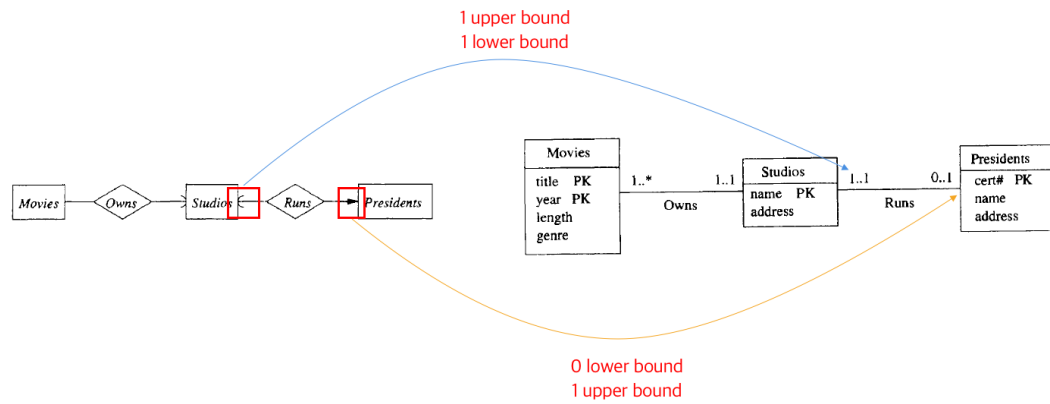 1 upper bound
1 lower bound
Movies
Owns
Studios
Runs
Presidents
Movies
title PK
year PK
length
genre
1..*
1..1
Owns
Studios
name PK
address
1..1
0..1
Runs
Presidents
cert# PK
name
address
0 lower bound
1 upper bound